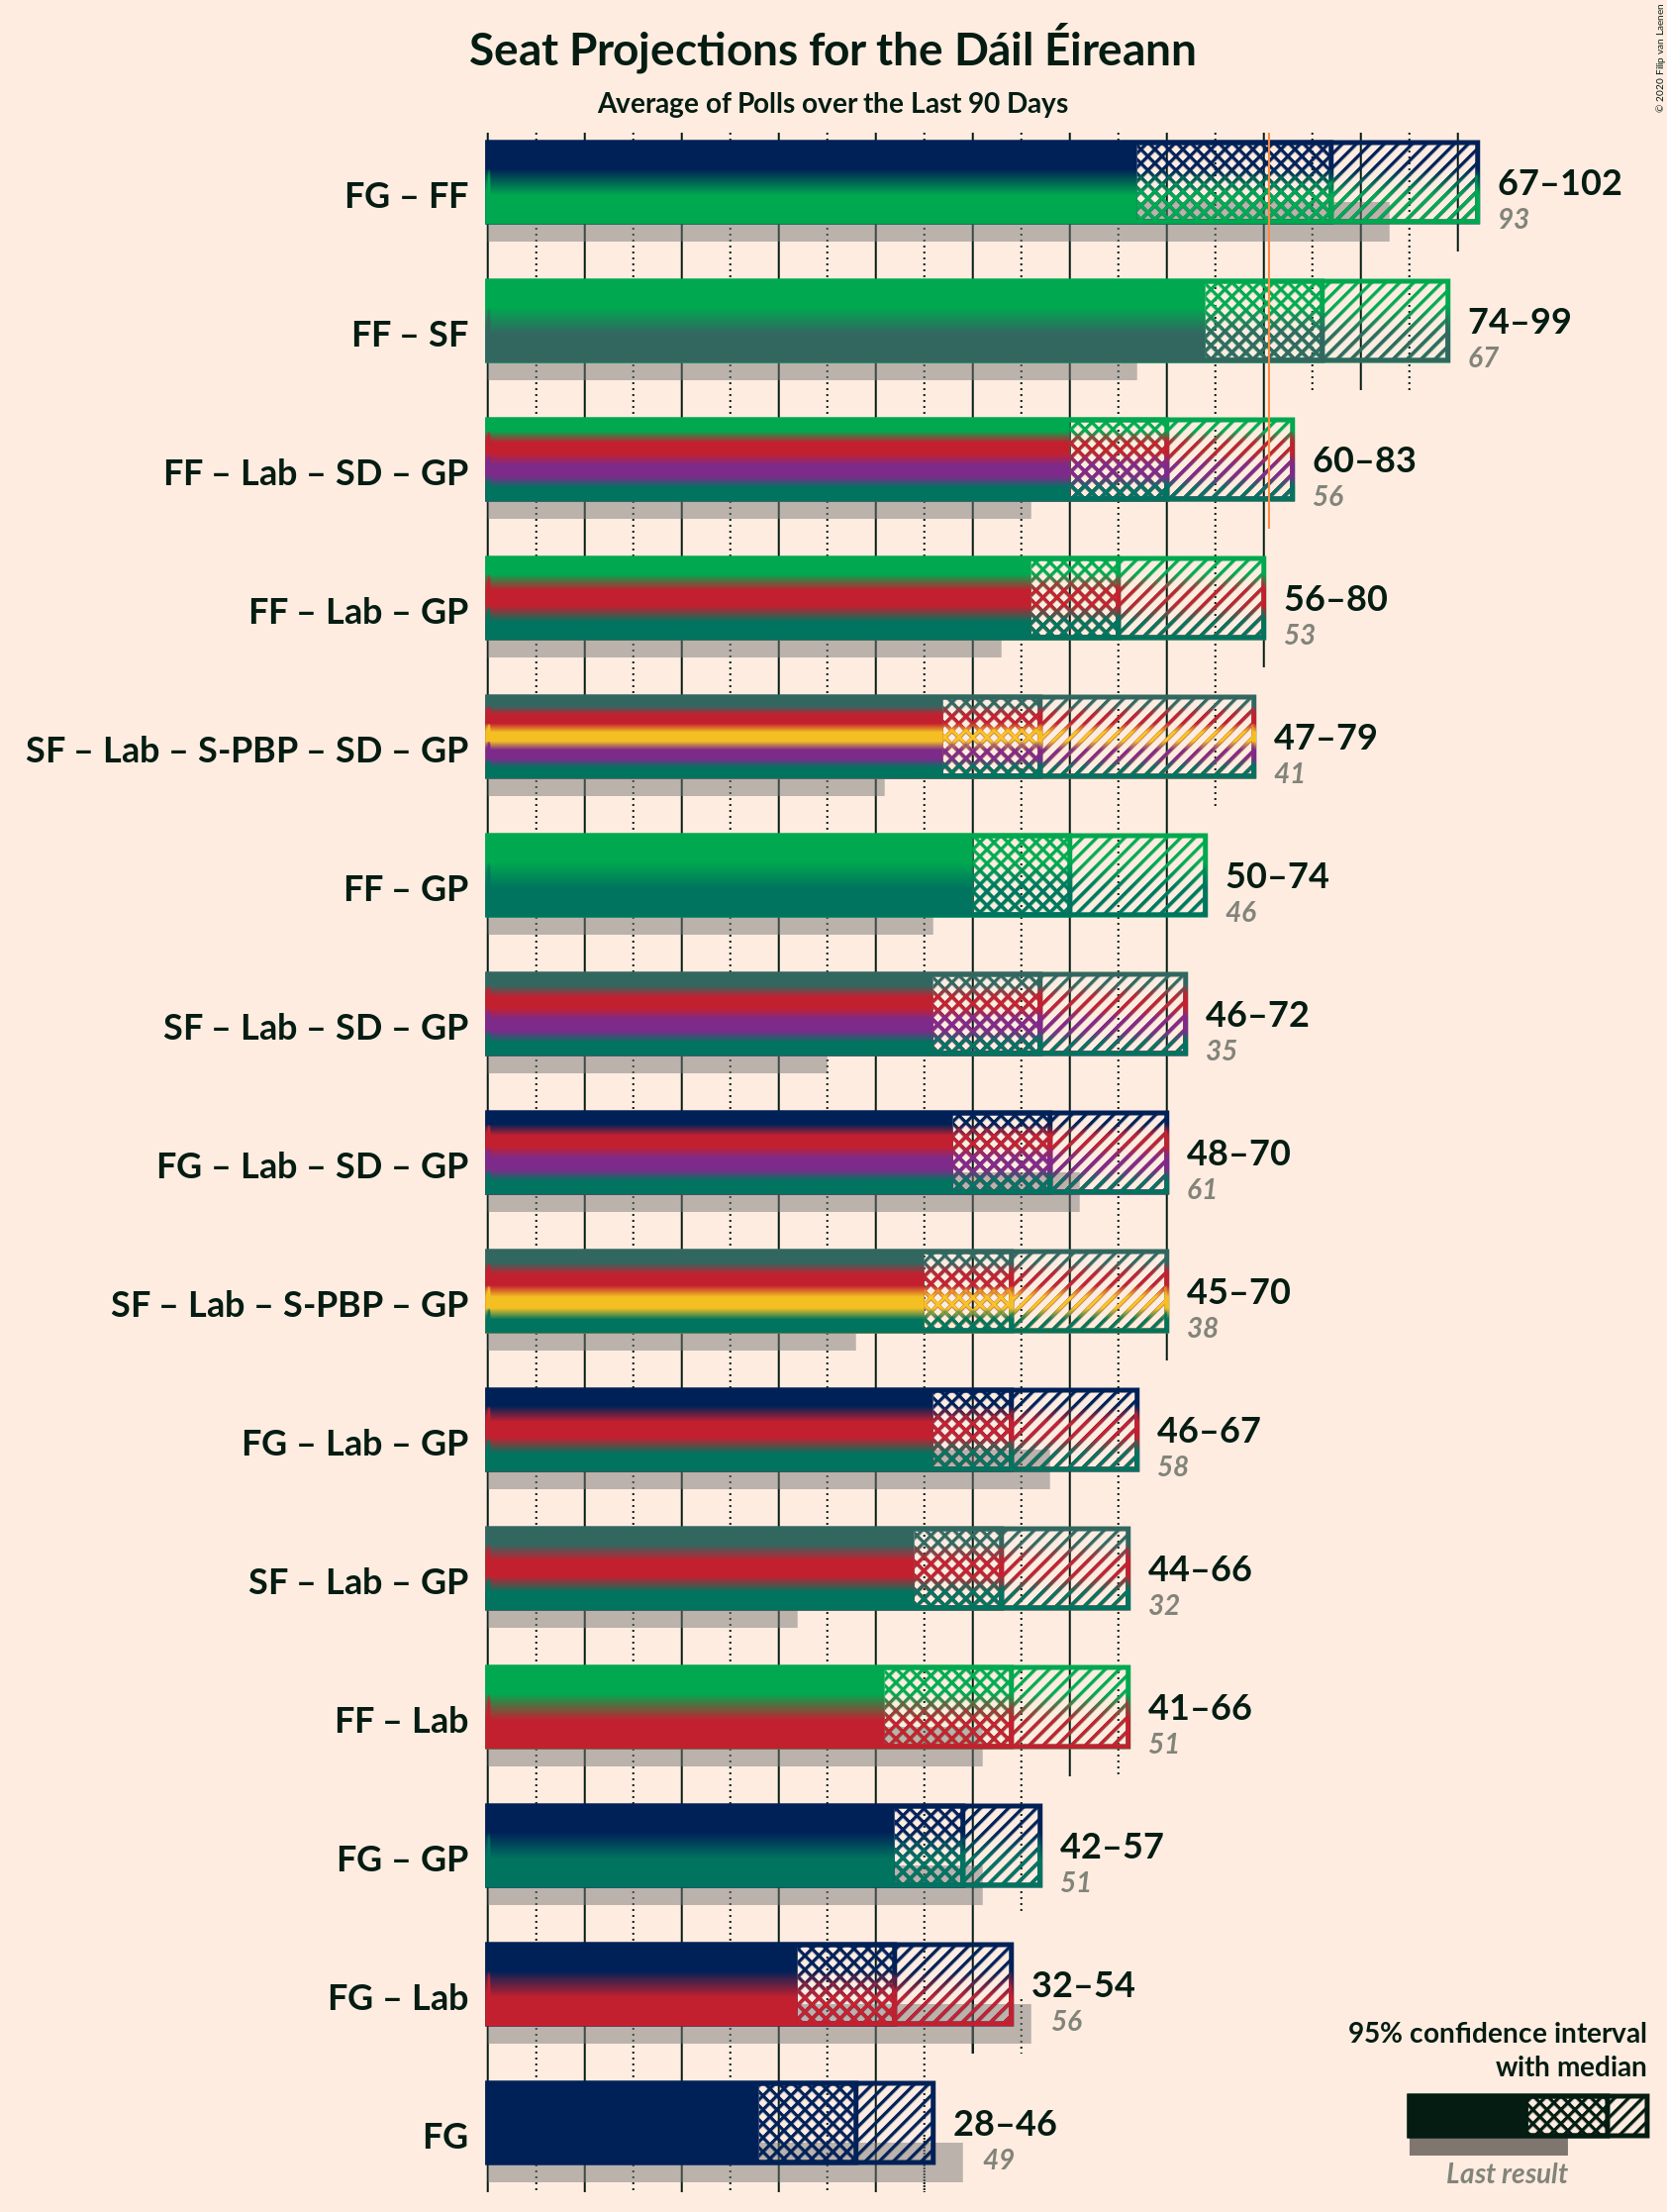 © 2020 Filip van Laenen
Seat Projections for the Dáil Éireann
Average of Polls over the Last 90 Days
FG – FF
67–102
93
FF – SF
74–99
67
FF – Lab – SD – GP
60–83
56
FF – Lab – GP
56–80
53
SF – Lab – S-PBP – SD – GP
47–79
41
FF – GP
50–74
46
SF – Lab – SD – GP
46–72
35
FG – Lab – SD – GP
48–70
61
SF – Lab – S-PBP – GP
45–70
38
FG – Lab – GP
46–67
58
SF – Lab – GP
44–66
32
FF – Lab
41–66
51
FG – GP
42–57
51
FG – Lab
32–54
56
FG
28–46
49
95% confidence interval
with median
Last result